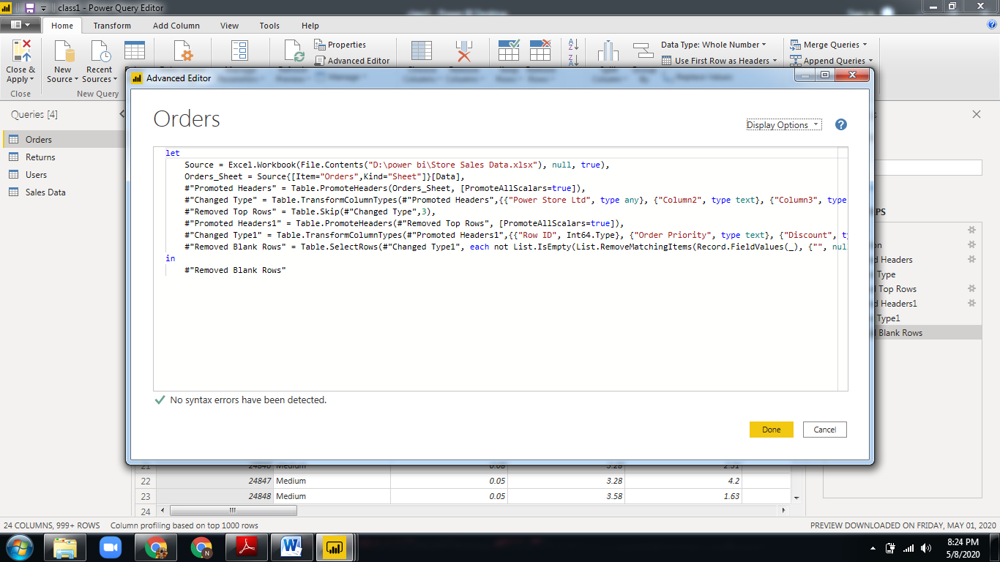 class1 - Power Query Editor
Home Transform Add Column View Tools Help
Close & Apply
New Source
Recent Sources
Properties
Advanced Editor
Data Type: Whole Number
Use First Row as Headers
Merge Queries
Append Queries
Close
New Query
Advanced Editor
Queries [4]
Orders
Returns
Users
Sales Data
Orders
Display Options
let
Source = Excel.Workbook(File.Contents("D:\power bi\Store Sales Data.xlsx"), null, true),
Orders_Sheet = Source{[Item="Orders",Kind="Sheet"]}[Data],
#"Promoted Headers" = Table.PromoteHeaders(Orders_Sheet, [PromoteAllScalars=true]),
#"Changed Type" = Table.TransformColumnTypes(#"Promoted Headers",{{"Power Store Ltd", type any}, {"Column2", type text}, {"Column3", type
#"Removed Top Rows" = Table.Skip(#"Changed Type",3),
#"Promoted Headers1" = Table.PromoteHeaders(#"Removed Top Rows", [PromoteAllScalars=true]),
#"Changed Type1" = Table.TransformColumnTypes(#"Promoted Headers1",{{"Row ID", Int64.Type}, {"Order Priority", type text}, {"Discount", ty
#"Removed Blank Rows" = Table.SelectRows(#"Changed Type1", each not List.IsEmpty(List.RemoveMatchingItems(Record.FieldValues(_), {"", null
in
#"Removed Blank Rows"
No syntax errors have been detected.
Done Cancel
PS
on
d Headers
Type
Top Rows
d Headers1
Type1
Blank Rows
22 24847 Medium 0.05 3.28 4.2
23 24848 Medium 0.05 3.58 1.63
24
24 COLUMNS, 999+ ROWS Column profiling based on top 1000 rows
PREVIEW DOWNLOADED ON FRIDAY, MAY 01, 2020
8:24 PM
5/8/2020